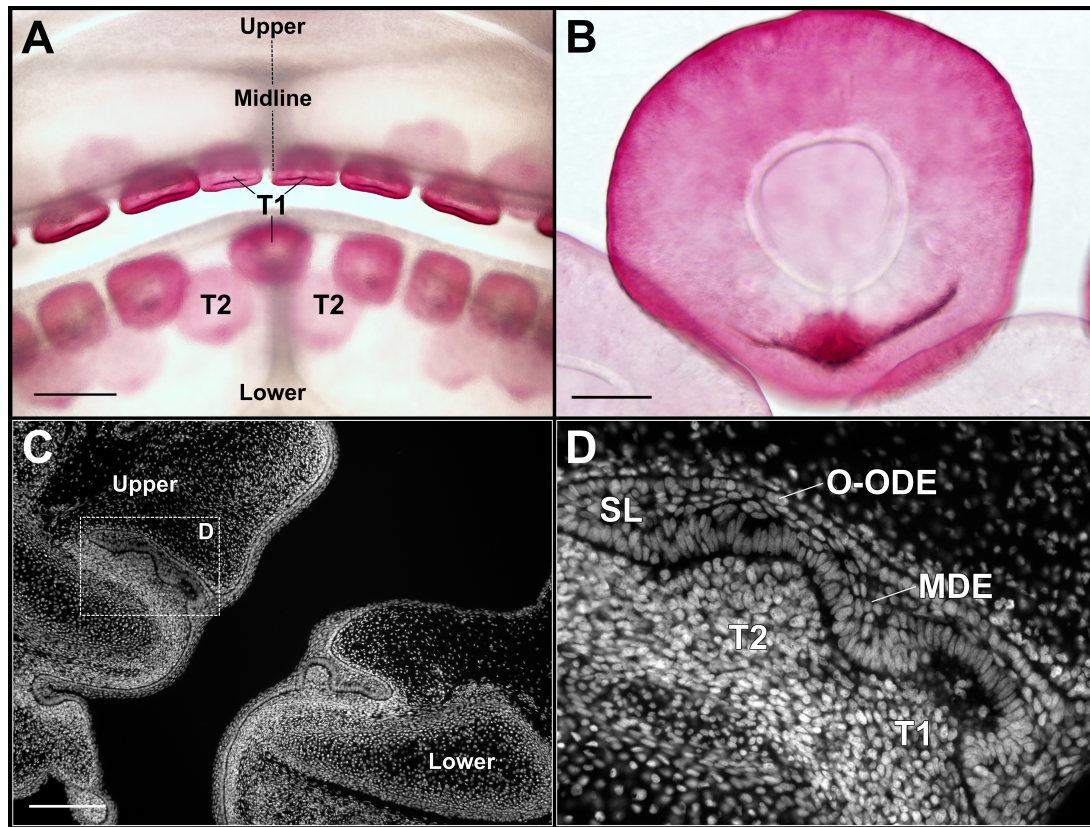 A
Upper
Midline
T1
T2
T2
Lower
B
C
Upper
D
Lower
D
SL
O-ODE
MDE
T2
T1